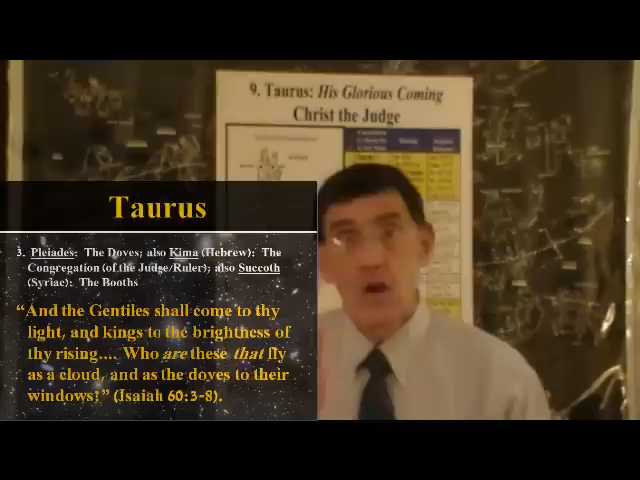 9. Taurus: His Glorious Coming
Christ the Judge
Taurus
3. Pleiades: The Doves; also Kima (Hebrew): The
Congregation (of the Judge/Ruler); also Succoth
(Syriac): The Booths
“And the Gentiles shall come to thy
light, and kings to the brightness of
thy rising.... Who are these that fly
as a cloud, and as the doves to their
windows?” (Isaiah 60:3-8).